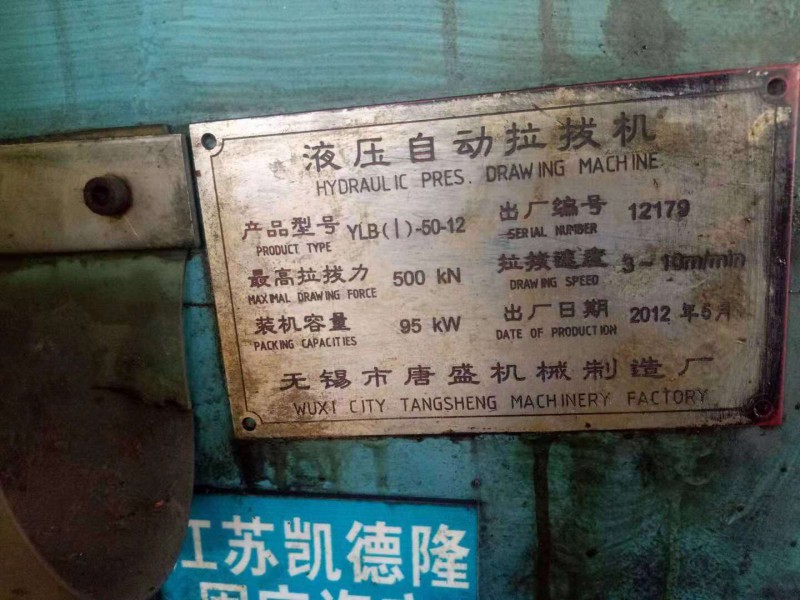 液压自动拉拔机
HYDRAULIC PRES. DRAWING MACHINE
产品型号 YLB(I)-50-12 出厂编号 12179
PRODUCT TYPE SERIAL NUMBER
最高拉拔力 500 kN 拉拨速度 3~10m/min
MAXIMAL DRAWING FORCE DRAWING SPEED
装机容量 95 kW 出厂日期 2012 年 月
PACKING CAPACITIES DATE OF PRODUCTION
无锡市唐盛机械制造厂
WUXI CITY TANGSHENG MACHINERY FACTORY
江苏凯德隆